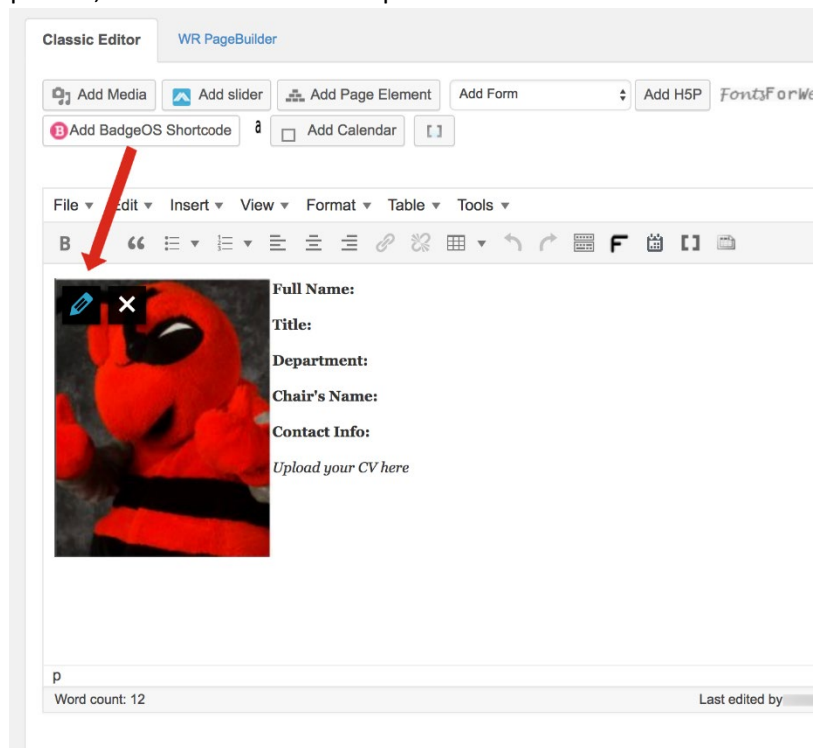 Classic Editor WR PageBuilder
Add Media Add slider Add Page Element Add Form Add H5P FontsForWe
B Add BadgeOS Shortcode a Add Calendar [ ]
File Edit Insert View Format Table Tools
B “ F [ ]
Full Name:
Title:
Department:
Chair's Name:
Contact Info:
Upload your CV here
p
Word count: 12 Last edited by